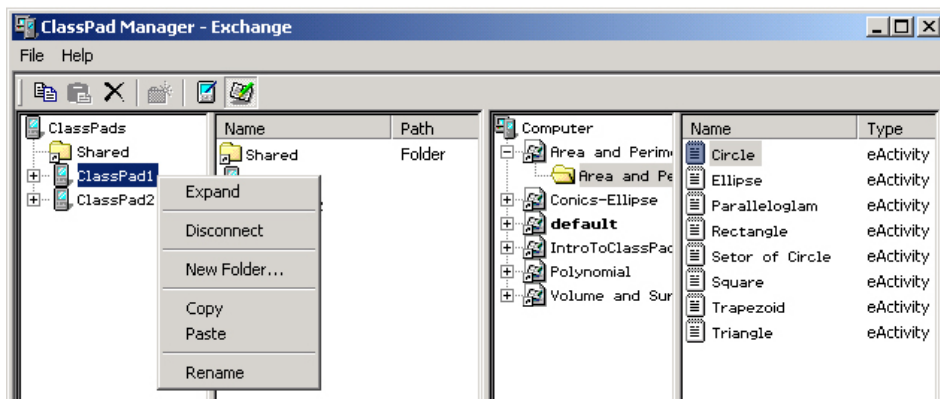 ClassPad Manager - Exchange
File Help
ClassPads
Shared
ClassPad1
ClassPad2
Name Path
Shared Folder
Expand
Disconnect
New Folder...
Copy
Paste
Rename
Computer
Area and Perim
Area and Pe
Conics-Ellipse
default
IntroToClassPad
Polynomial
Volume and Sur
Name Type
Circle eActivity
Ellipse eActivity
Paralleloglam eActivity
Rectangle eActivity
Setor of Circle eActivity
Square eActivity
Trapezoid eActivity
Triangle eActivity